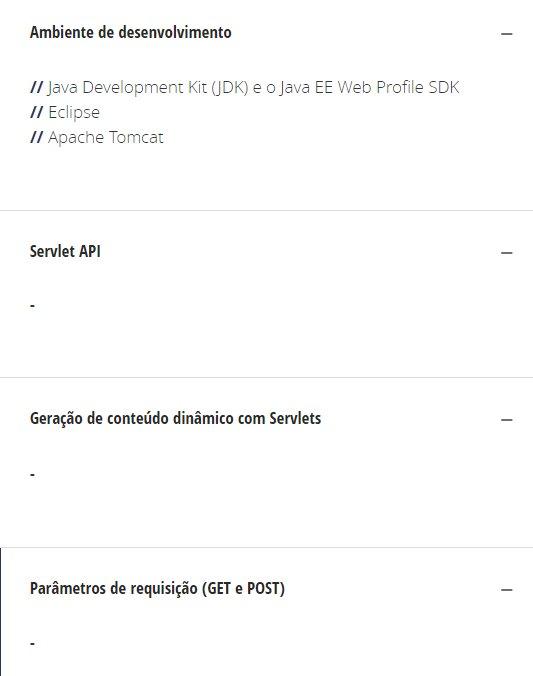 Ambiente de desenvolvimento
// Java Development Kit (JDK) e o Java EE Web Profile SDK
// Eclipse
// Apache Tomcat
Servlet API
-
Geração de conteúdo dinâmico com Servlets
-
Parâmetros de requisição (GET e POST)
-